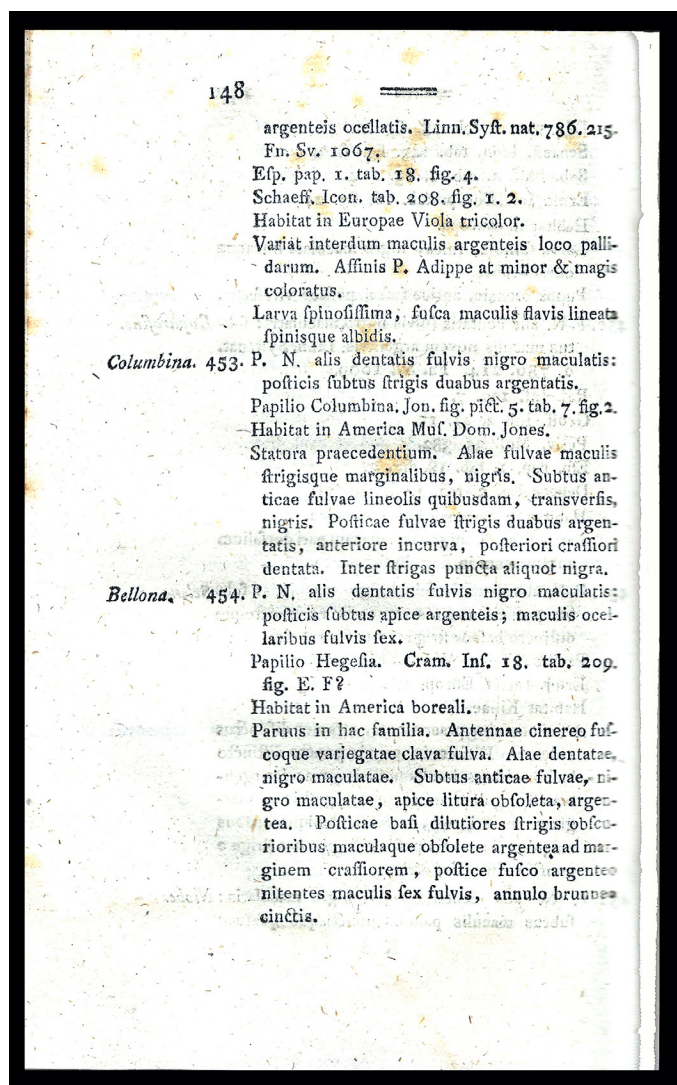 148
argenteis ocellatis. Linn. Syſt. nat. 786. 215.
Fn. Sv. 1067.
Eſp. pap. 1. tab. 18. fig. 4.
Schaeff. Icon. tab. 208. fig. 1. 2.
Habitat in Europae Viola tricolor.
Variat interdum maculis argenteis loco palli-
darum. Affinis P. Adippe at minor & magis
coloratus.
Larva ſpinoſiſſima, fuſca maculis flavis lineata
ſpinisque albidis.
Columbina. 453. P. N. alis dentatis fulvis nigro maculatis:
poſticis ſubtus ſtrigis duabus argentatis.
Papilio Columbina. Jon. fig. pict. 5. tab. 7. fig. 2.
Habitat in America Muſ. Dom. Jones.
Statura praecedentium. Alae fulvae maculis
ſtrigisque marginalibus, nigris. Subtus an-
ticae fulvae lineolis quibusdam, transverſis,
nigris. Poſticae fulvae ſtrigis duabus argen-
tatis, anteriore incurva, poſteriori craſſiori
dentata. Inter ſtrigas puncta aliquot nigra.
Bellona. 454. P. N. alis dentatis fulvis nigro maculatis:
poſticis ſubtus apice argenteis; maculis ocel-
laribus fulvis ſex.
Papilio Hegeſia. Cram. Inſ. 18. tab. 209.
fig. E. F?
Habitat in America boreali.
Paruus in hac familia. Antennae cinereo fuſ-
coque variegatae clava fulva. Alae dentatae,
nigro maculatae. Subtus anticae fulvae, ni-
gro maculatae, apice litura obſoleta, argen-
tea. Poſticae baſi dilutiores ſtrigis obſcu-
rioribus maculaque obſolete argentea ad mar-
ginem craſſiorem, poſtice fuſco argenteo
nitentes maculis ſex fulvis, annulo brunneo
cinctis.